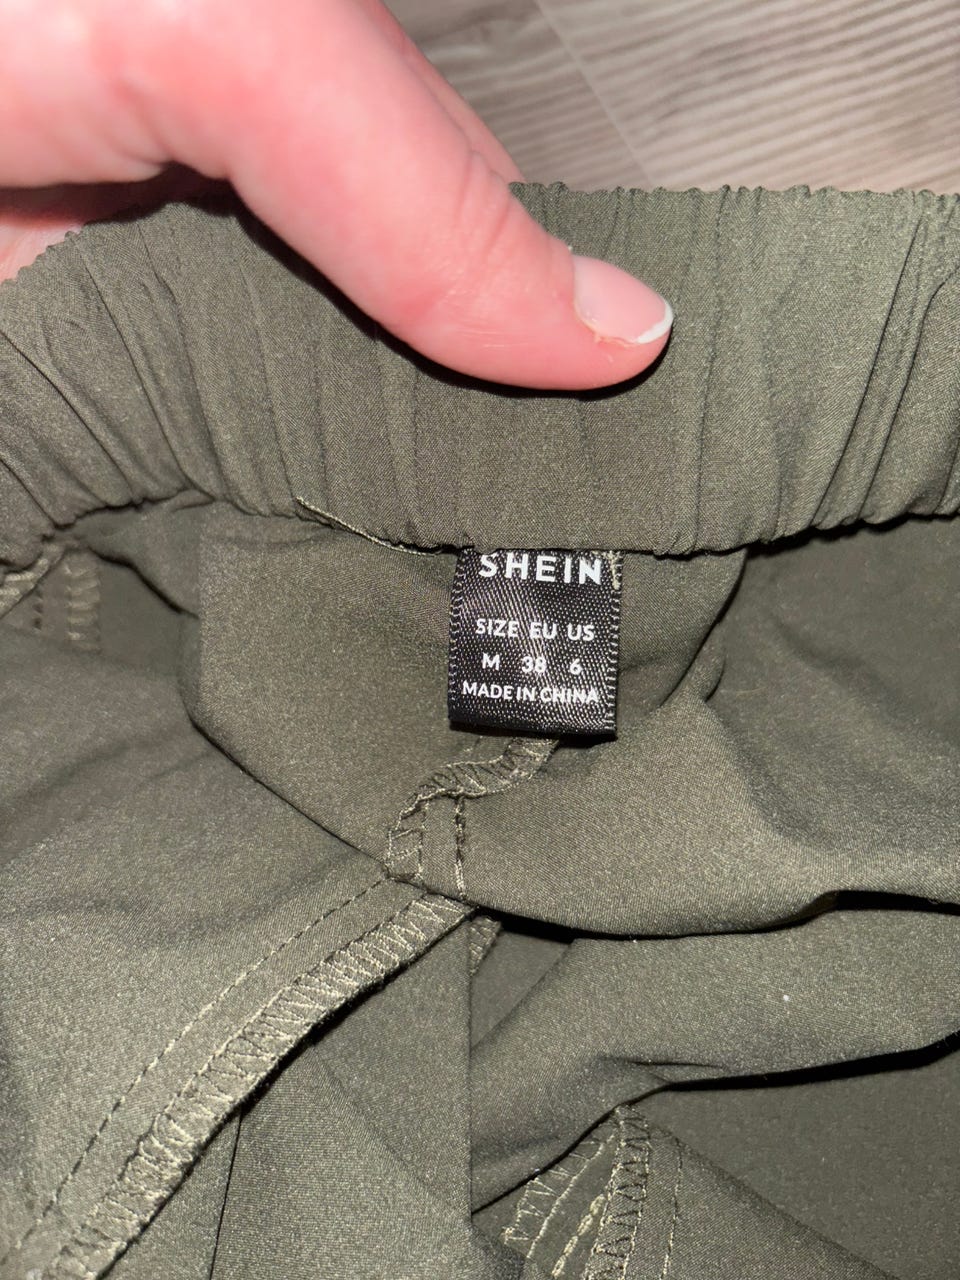 SHEIN
SIZE EU US
M 38 6
MADE IN CHINA